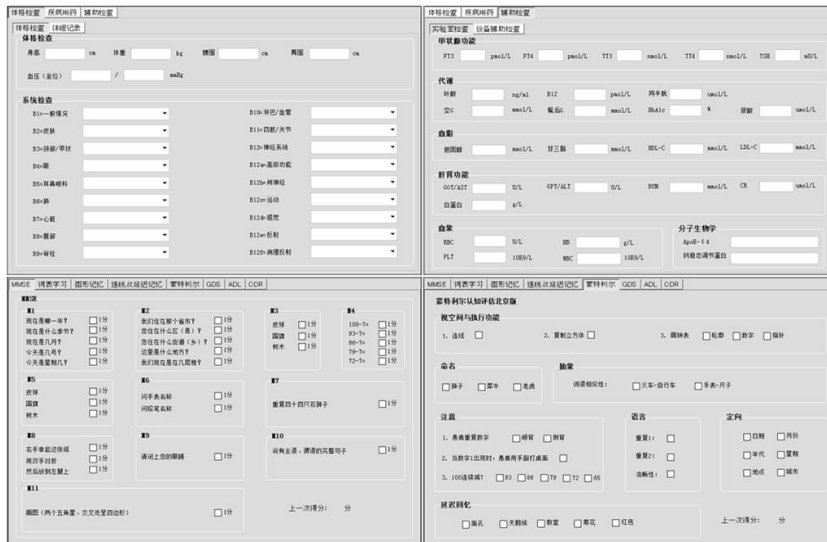 体格检查 疾病用药 辅助检查
体格检查 详细记录
体格检查
身高 cm 体重 kg 腰围 cm 臀围 cm
血压（坐位） / mmHg
系统检查
B1=一般情况
B2=皮肤
B3=头部/甲状
B4=眼
B5=耳鼻喉科
B6=肺
B7=心脏
B8=腹部
B9=脊柱
B10=淋巴/血管
B11=四肢/关节
B12=神经系统
B12a=高级功能
B12b=颅神经
B12c=运动
B12d=感觉
B12e=反射
B12f=病理反射
体格检查 疾病用药 辅助检查
实验室检查 设备辅助检查
甲状腺功能
FT3 pmol/L FT4 pmol/L TT3 nmol/L TT4 nmol/L TSH mU/L
代谢
叶酸 ng/ml B12 pmol/L 同半胱 umol/L
空G mmol/L 餐后G mmol/L HbA1c % 尿酸 umol/L
血脂
胆固醇 mmol/L 甘三脂 mmol/L HDL-C mmol/L LDL-C mmol/L
肝肾功能
GOT/AST U/L GPT/ALT U/L BUN mmol/L CR umol/L
白蛋白 g/L
血象
RBC U/L HB g/L
PLT 10E9/L WBC 10E9/L
分子生物学
ApoE-ε4
钙稳态调节蛋白
MMSE 词表学习 图形记忆 连线及延迟记忆 蒙特利尔 GDS ADL CDR
MMSE
M1
现在是哪一年？ 1分
现在是什么季节？ 1分
现在是几月？ 1分
今天是几号？ 1分
今天是星期几？ 1分
M2
我们住在那个省市？ 1分
您住在什么区（县）？ 1分
您住在什么街道（乡）？ 1分
这里是什么地方？ 1分
我们现在是在几层楼？ 1分
M3
皮球 1分
国旗 1分
树木 1分
M4
100-7= 1分
93-7= 1分
86-7= 1分
79-7= 1分
72-7= 1分
M5
皮球 1分
国旗 1分
树木 1分
M6
问手表名称 1分
问铅笔名称 1分
M7
重复四十四只石狮子 1分
M8
右手拿起这张纸 1分
用双手对折 1分
然后放到左腿上 1分
M9
请闭上您的眼睛 1分
M10
说有主语、谓语的完整句子 1分
M11
画图（两个五角星、交叉处呈四边形） 1分
上一次得分： 分
MMSE 词表学习 图形记忆 连线及延迟记忆 蒙特利尔 GDS ADL CDR
蒙特利尔认知评估北京版
视空间与执行功能
1. 连线 2. 复制立方体 3. 画钟表 轮廓 数字 指针
命名
狮子 犀牛 老虎
抽象
词语相似性： 火车-自行车 手表-尺子
注意
1. 患者重复数字 顺背 倒背
2. 当数字1出现时，患者用手敲打桌面
3. 100连续减7 93 86 79 72 65
语言
重复1：
重复2：
流畅性：
定向
日期 月份
年代 星期
地点 城市
延迟回忆
面孔 天鹅绒 教堂 菊花 红色
上一次得分： 分